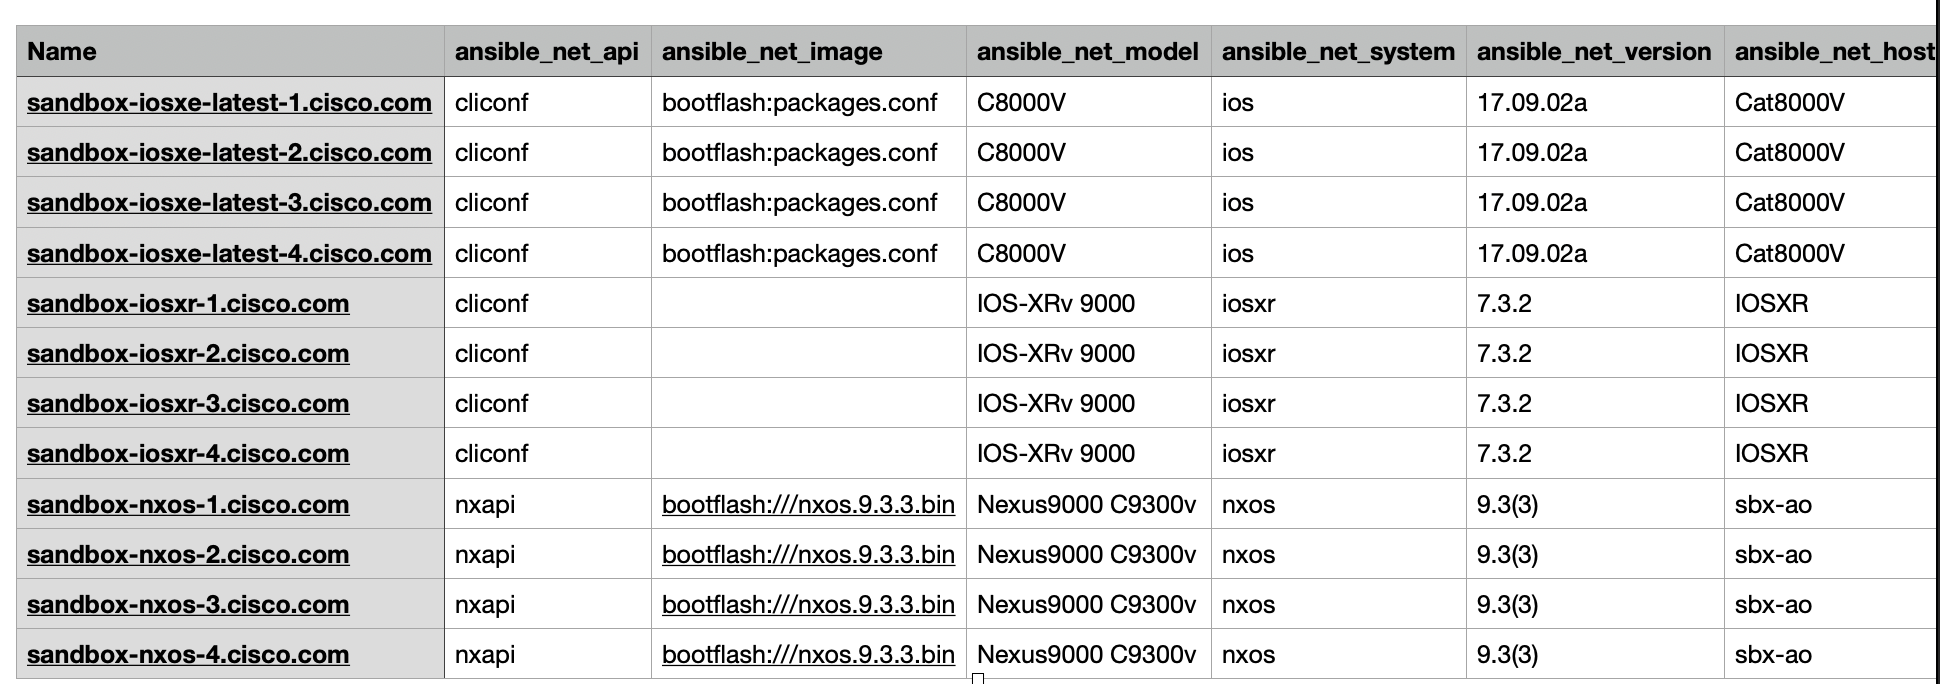 Name ansible_net_api ansible_net_image ansible_net_model ansible_net_system ansible_net_version ansible_net_host
sandbox-iosxe-latest-1.cisco.com cliconf bootflash:packages.conf C8000V ios 17.09.02a Cat8000V
sandbox-iosxe-latest-2.cisco.com cliconf bootflash:packages.conf C8000V ios 17.09.02a Cat8000V
sandbox-iosxe-latest-3.cisco.com cliconf bootflash:packages.conf C8000V ios 17.09.02a Cat8000V
sandbox-iosxe-latest-4.cisco.com cliconf bootflash:packages.conf C8000V ios 17.09.02a Cat8000V
sandbox-iosxr-1.cisco.com cliconf IOS-XRv 9000 iosxr 7.3.2 IOSXR
sandbox-iosxr-2.cisco.com cliconf IOS-XRv 9000 iosxr 7.3.2 IOSXR
sandbox-iosxr-3.cisco.com cliconf IOS-XRv 9000 iosxr 7.3.2 IOSXR
sandbox-iosxr-4.cisco.com cliconf IOS-XRv 9000 iosxr 7.3.2 IOSXR
sandbox-nxos-1.cisco.com nxapi bootflash:///nxos.9.3.3.bin Nexus9000 C9300v nxos 9.3(3) sbx-ao
sandbox-nxos-2.cisco.com nxapi bootflash:///nxos.9.3.3.bin Nexus9000 C9300v nxos 9.3(3) sbx-ao
sandbox-nxos-3.cisco.com nxapi bootflash:///nxos.9.3.3.bin Nexus9000 C9300v nxos 9.3(3) sbx-ao
sandbox-nxos-4.cisco.com nxapi bootflash:///nxos.9.3.3.bin Nexus9000 C9300v nxos 9.3(3) sbx-ao